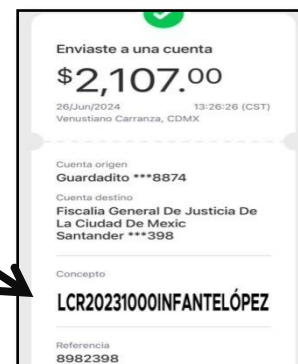 Enviaste a una cuenta
$2,107.00
26/Jun/2024 13:26:26 (CST)
Venustiano Carranza, CDMX
Cuenta origen
Guardadito ***8874
Cuenta destino
Fiscalia General De Justicia De
La Ciudad De Mexic
Santander ***398
Concepto
LCR20231000INFANTELÓPEZ
Referencia
8982398